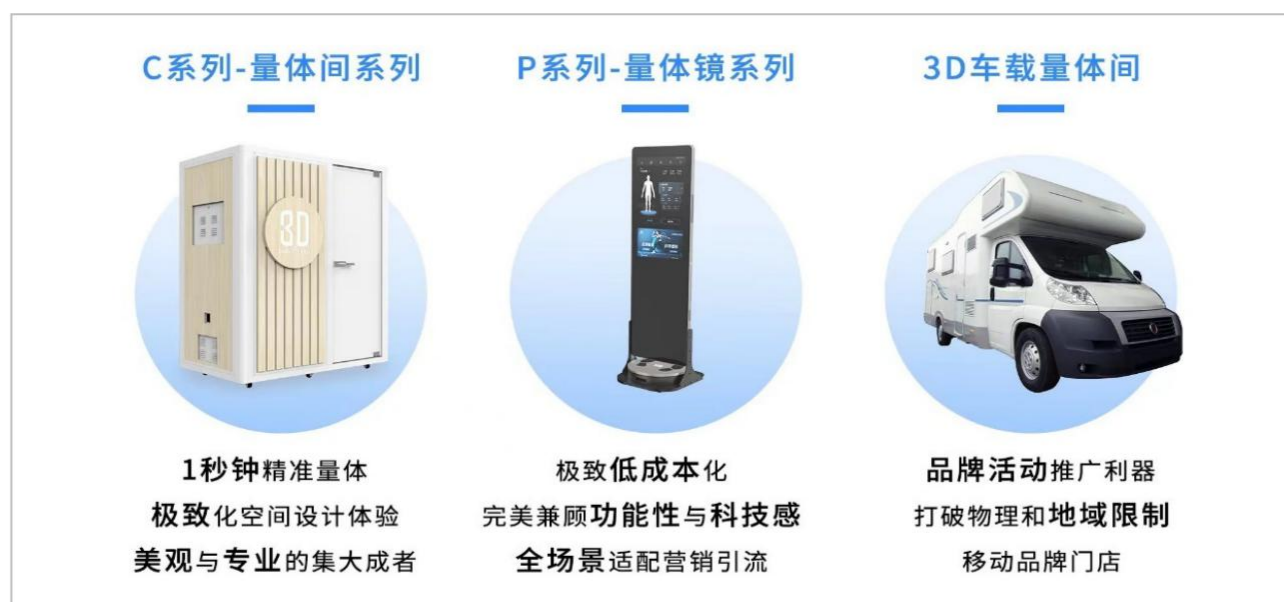 C系列-量体间系列
3D
1秒钟精准量体
极致化空间设计体验
美观与专业的集大成者
P系列-量体镜系列
极致低成本化
完美兼顾功能性与科技感
全场景适配营销引流
3D车载量体间
品牌活动推广利器
打破物理和地域限制
移动品牌门店